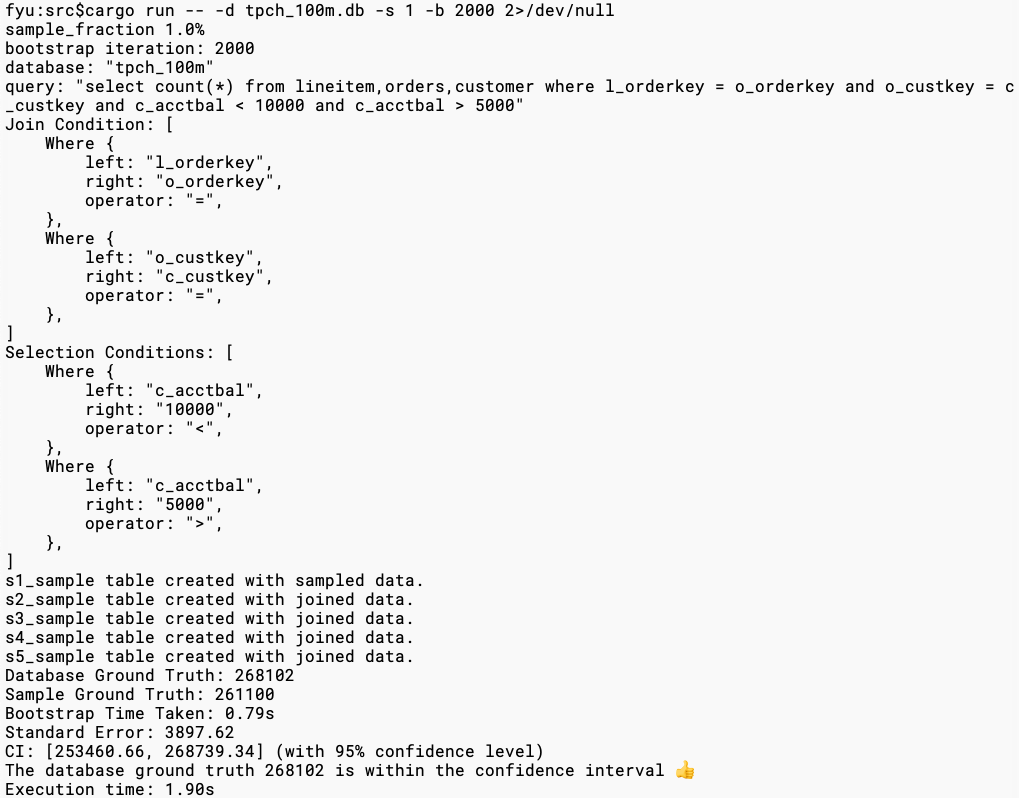 fyu:src$cargo run -- -d tpch_100m.db -s 1 -b 2000 2>/dev/null
sample_fraction 1.0%
bootstrap iteration: 2000
database: "tpch_100m"
query: "select count(*) from lineitem,orders,customer where l_orderkey = o_orderkey and o_custkey = c
_custkey and c_acctbal < 10000 and c_acctbal > 5000"
Join Condition: [
    Where {
        left: "l_orderkey",
        right: "o_orderkey",
        operator: "=",
    },
    Where {
        left: "o_custkey",
        right: "c_custkey",
        operator: "=",
    },
]
Selection Conditions: [
    Where {
        left: "c_acctbal",
        right: "10000",
        operator: "<",
    },
    Where {
        left: "c_acctbal",
        right: "5000",
        operator: ">",
    },
]
s1_sample table created with sampled data.
s2_sample table created with joined data.
s3_sample table created with joined data.
s4_sample table created with joined data.
s5_sample table created with joined data.
Database Ground Truth: 268102
Sample Ground Truth: 261100
Bootstrap Time Taken: 0.79s
Standard Error: 3897.62
CI: [253460.66, 268739.34] (with 95% confidence level)
The database ground truth 268102 is within the confidence interval 👍
Execution time: 1.90s